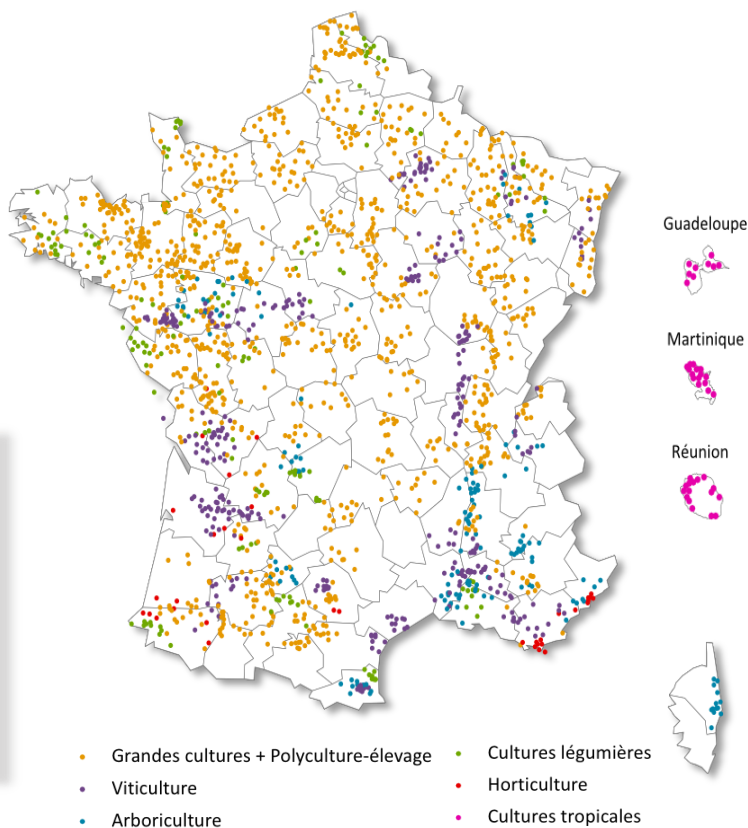 Guadeloupe
Martinique
Réunion
Grandes cultures + Polyculture-élevage
Viticulture
Arboriculture
Cultures légumières
Horticulture
Cultures tropicales